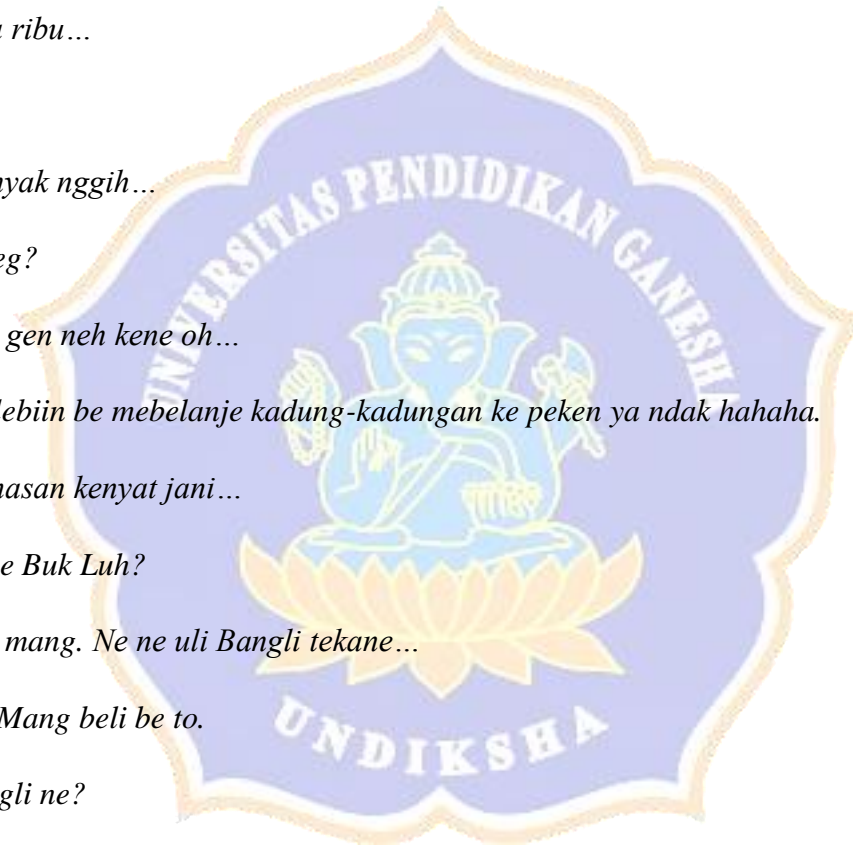 ribu…
nyak nggih…
eg?
gen neh kene oh…
lebiin be mebelanje kadung-kadungan ke peken ya ndak hahaha.
asan kenyat jani…
e Buk Luh?
mang. Ne ne uli Bangli tekane…
Mang beli be to.
gli ne?
UNIVERSITAS PENDIDIKAN GANESHA
UNDIKSHA